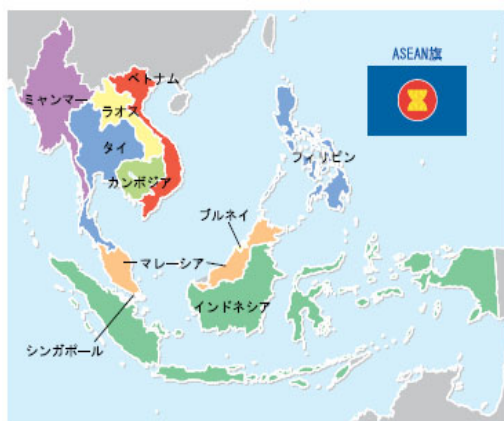 ASEAN旗
ベトナム
ミャンマー
ラオス
タイ
フィリピン
カンボジア
ブルネイ
マレーシア
インドネシア
シンガポール